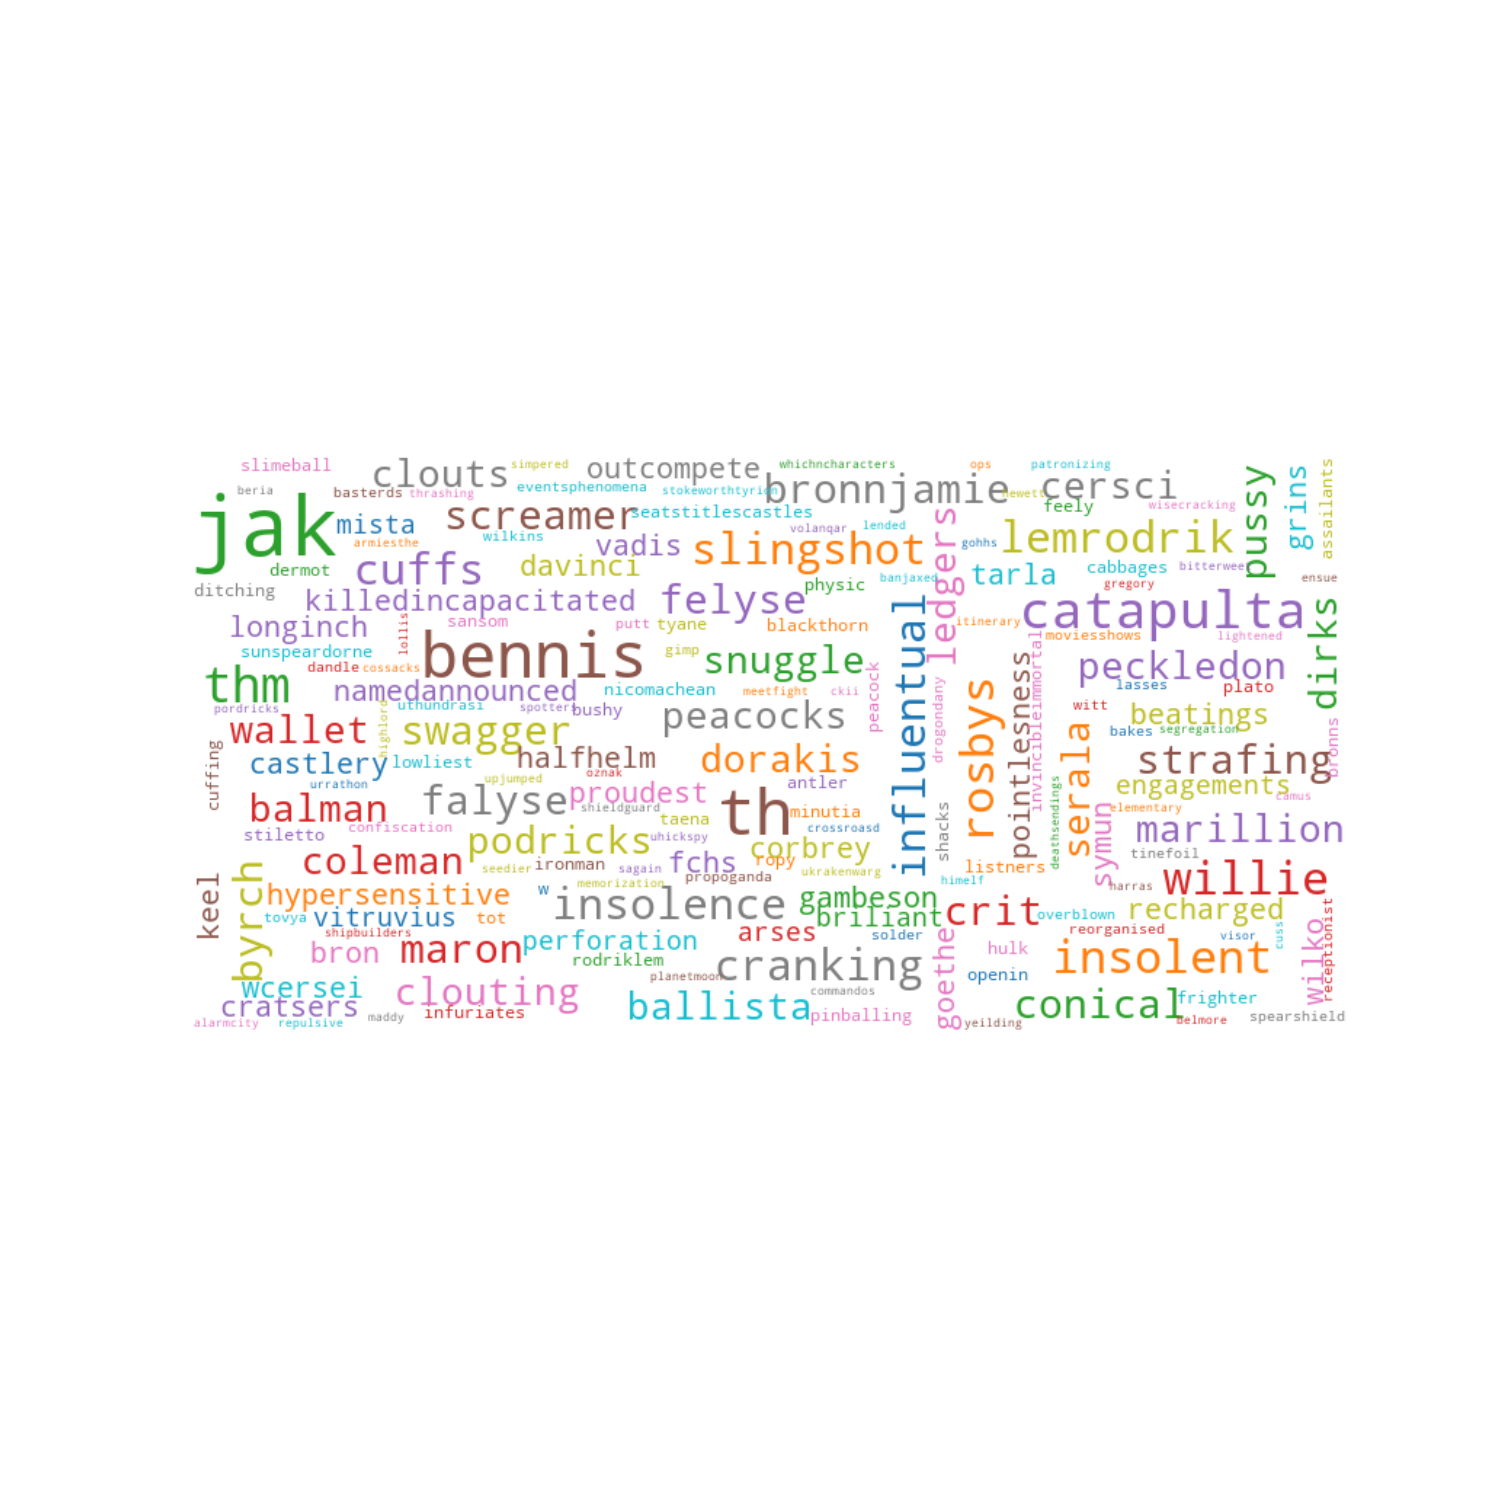 slimeball
clouts
simpered
outcompete
whichncharacters
ops
patronizing
pussy
grins
assailants
beria
basterds
thrashing
eventsphenomena
stokeworthtyrion
bronnjamie
cersci
jak
mista
screamer
seatstitlescastles
feely
wisecracking
armiesthe
wilkins
vadis
volanqar
lended
ledgers
gohhs
lemrodrik
slingshot
dermot
cuffs
davinci
physic
banjaxed
tarla
cabbages
gregory
ensue
ditching
killedincapacitated
felyse
influentual
itinerary
catapulta
dirks
longinch
lollis
sansom
putt
tyane
blackthorn
moviesshows
lightened
sunspeardorne
dandle
cossacks
bennis
gimp
snuggle
peacock
pointlessness
invincibleimmortal
peckledon
thm
namedannounced
nicomachean
meetfight
ckii
drogondany
rosbys
lasses
plato
pordricks
highlord
uthundrasi
spotters
bushy
peacocks
witt
beatings
wallet
swagger
serala
bakes
segregation
bronns
cuffing
castlery
lowliest
halfhelm
dorakis
strafing
urrathon
upjumped
oznak
antler
deathsendings
engagements
camus
balman
falyse
proudest
shieldguard
th
minutia
shacks
symun
elementary
stiletto
confiscation
taena
crossroasd
marillion
podricks
uhickspy
corbrey
tinefoil
coleman
seedier
ironman
sagain
fchs
ropy
ukrakenwarg
listners
willie
keel
byrch
hypersensitive
memorization
propoganda
himelf
harras
w
insolence
gambeson
crit
overblown
recharged
tovya
vitruvius
tot
briliant
shipbuilders
perforation
arses
solder
goethe
reorganised
visor
cuss
wilko
receptionist
bron
maron
rodriklem
hulk
insolent
planetmoon
cranking
openin
wcersei
clouting
commandos
conical
frighter
cratsers
infuriates
ballista
pinballing
spearshield
alarmcity
repulsive
maddy
yeilding
belmore